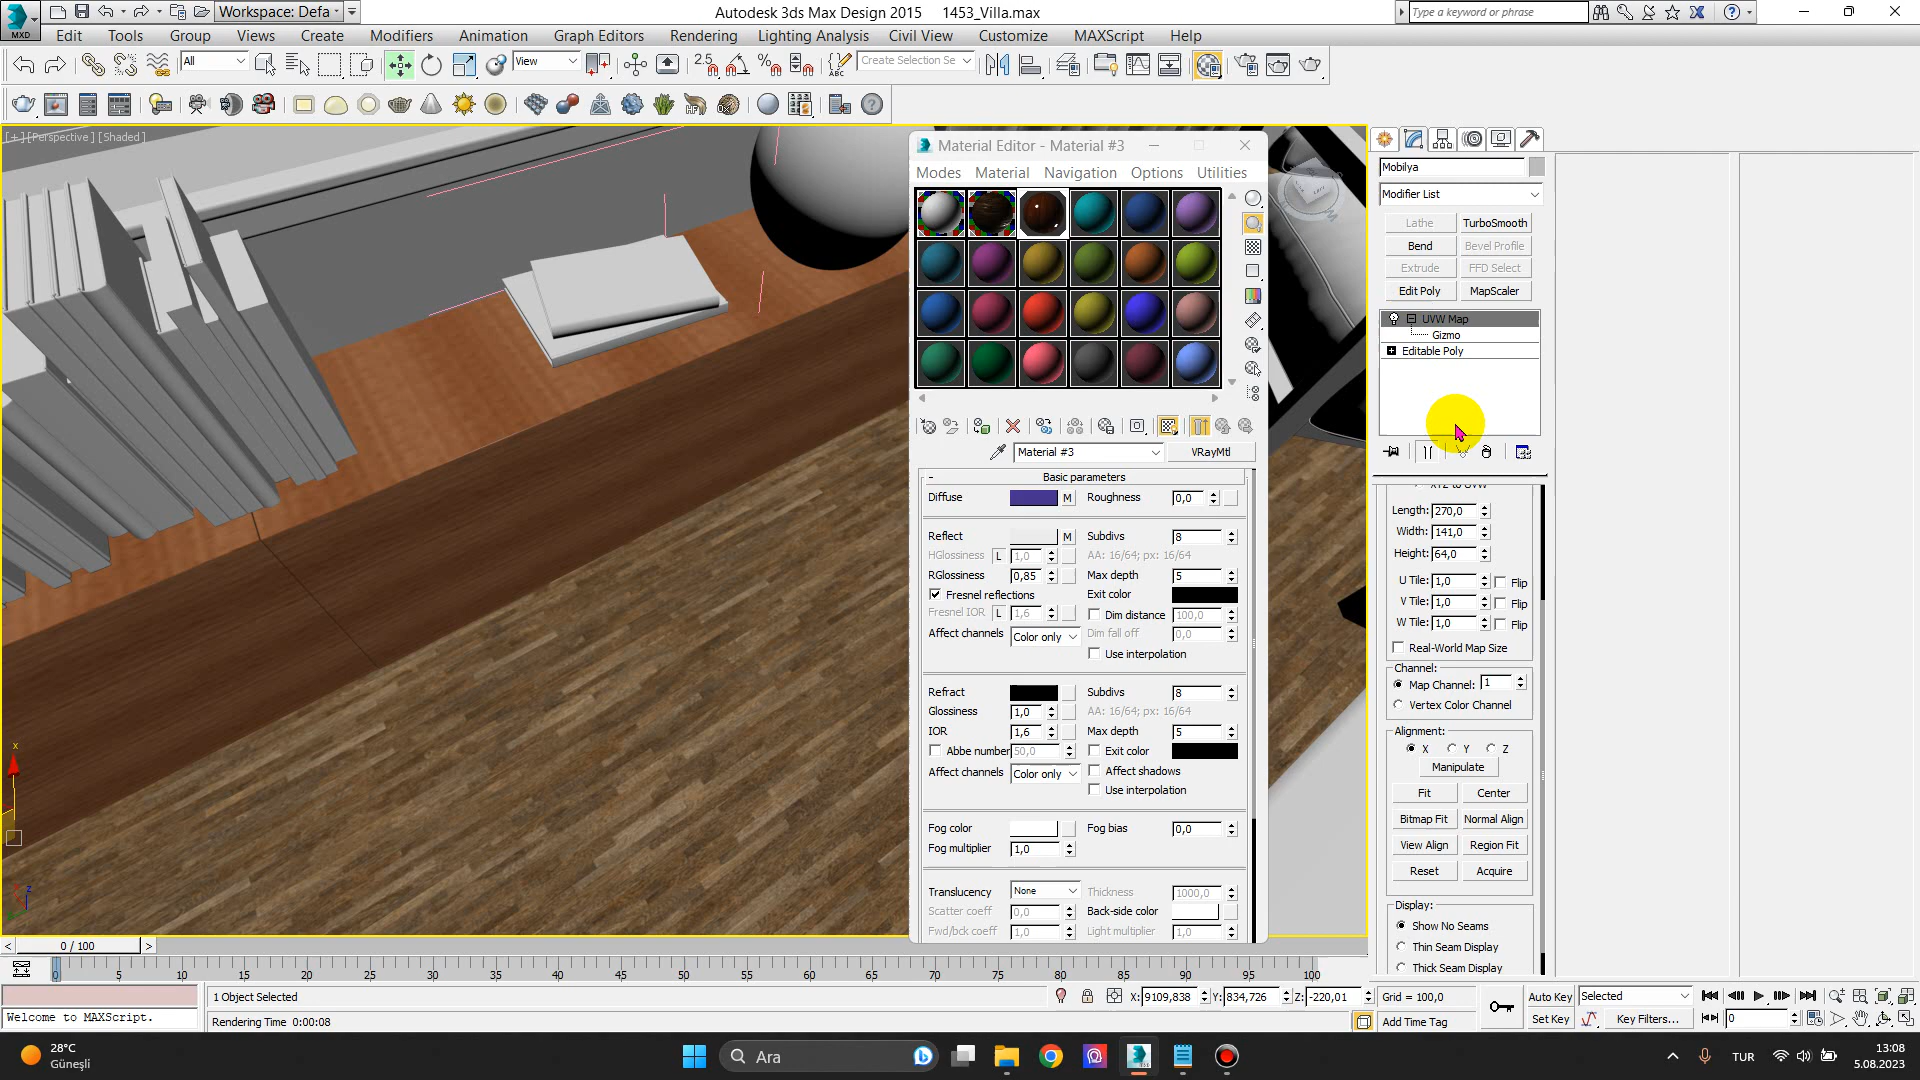 Workspace: Defa
Autodesk 3ds Max Design 2015    1453_Villa.max
Type a keyword or phrase
MXD
Edit Tools Group Views Create Modifiers Animation Graph Editors Rendering Lighting Analysis Civil View Customize MAXScript Help
All
View
2.5
Create Selection Se
[+][Perspective][Shaded]
Material Editor - Material #3
Modes Material Navigation Options Utilities
Material #3
VRayMtl
Basic parameters
Diffuse M Roughness 0,0
Reflect M Subdivs 8
HGlossiness L 1,0 AA: 16/64; px: 16/64
RGlossiness 0,85 Max depth 5
Fresnel reflections Exit color
Fresnel IOR L 1,6 Dim distance 100,0
Affect channels Color only Dim fall off 0,0
Use interpolation
Refract Subdivs 8
Glossiness 1,0 AA: 16/64; px: 16/64
IOR 1,6 Max depth 5
Abbe number 50,0 Exit color
Affect channels Color only Affect shadows
Use interpolation
Fog color Fog bias 0,0
Fog multiplier 1,0
Translucency None Thickness 1000,0
Scatter coeff 0,0 Back-side color
Fwd/bck coeff 1,0 Light multiplier 1,0
Mobilya
Modifier List
Lathe TurboSmooth
Bend Bevel Profile
Extrude FFD Select
Edit Poly MapScaler
UVW Map
Gizmo
Editable Poly
XYZ to UVW
Length: 270,0
Width: 141,0
Height: 64,0
U Tile: 1,0 Flip
V Tile: 1,0 Flip
W Tile: 1,0 Flip
Real-World Map Size
Channel:
Map Channel: 1
Vertex Color Channel
Alignment:
X Y Z
Manipulate
Fit Center
Bitmap Fit Normal Align
View Align Region Fit
Reset Acquire
Display:
Show No Seams
Thin Seam Display
Thick Seam Display
x
z
< 0 / 100 >
0 5 10 15 20 25 30 35 40 45 50 55 60 65 70 75 80 85 90 95 100
1 Object Selected X: 9109,838 Y: 834,726 Z: -220,01 Grid = 100,0 Auto Key Selected
Welcome to MAXScript. Rendering Time  0:00:08 Add Time Tag Set Key Key Filters... 0
28°C
Güneşli
Ara
TUR
13:08
5.08.2023